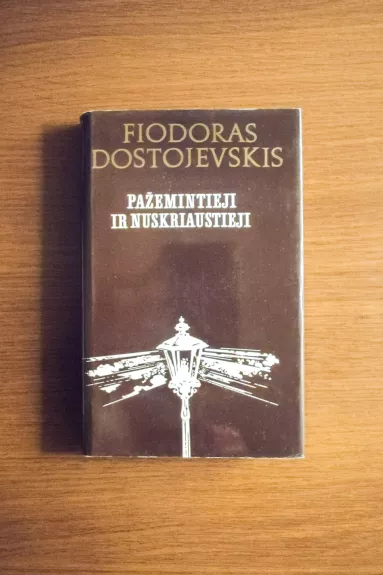 FIODORAS
DOSTOJEVSKIS
PAŽEMINTIEJI
IR NUSKRIAUSTIEJI